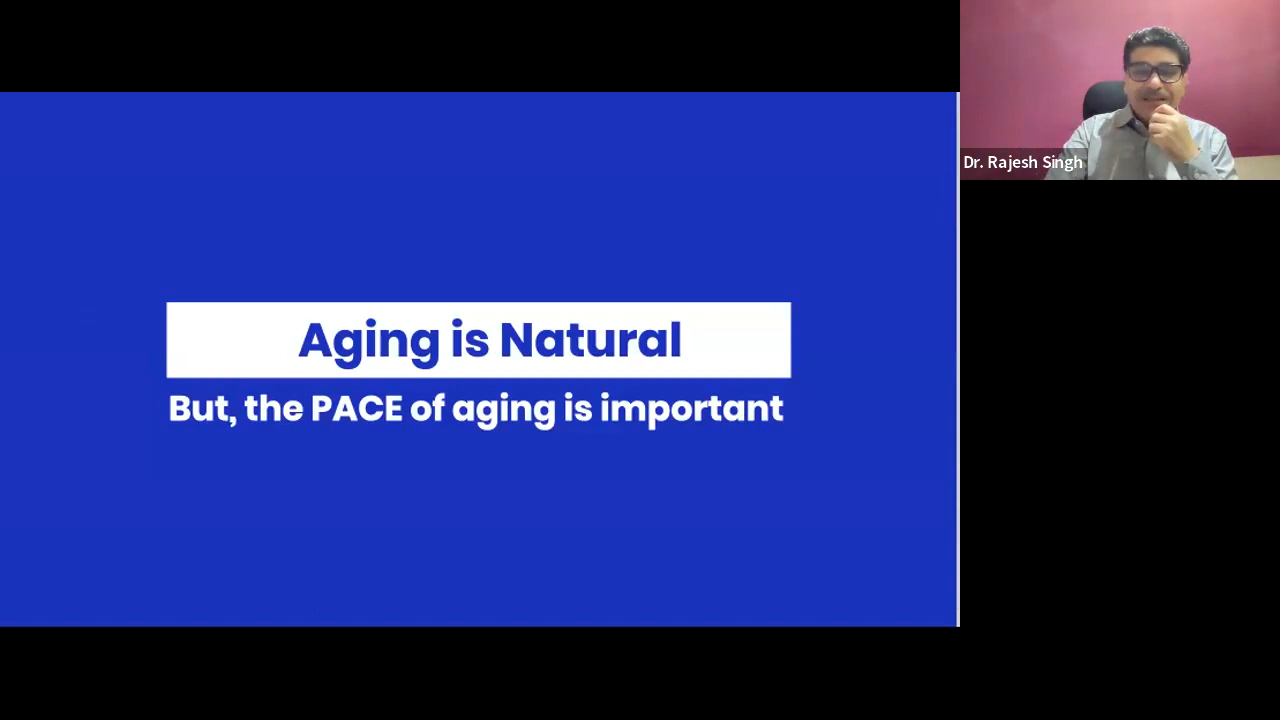 Aging is Natural
But, the PACE of aging is important
Dr. Rajesh Singh